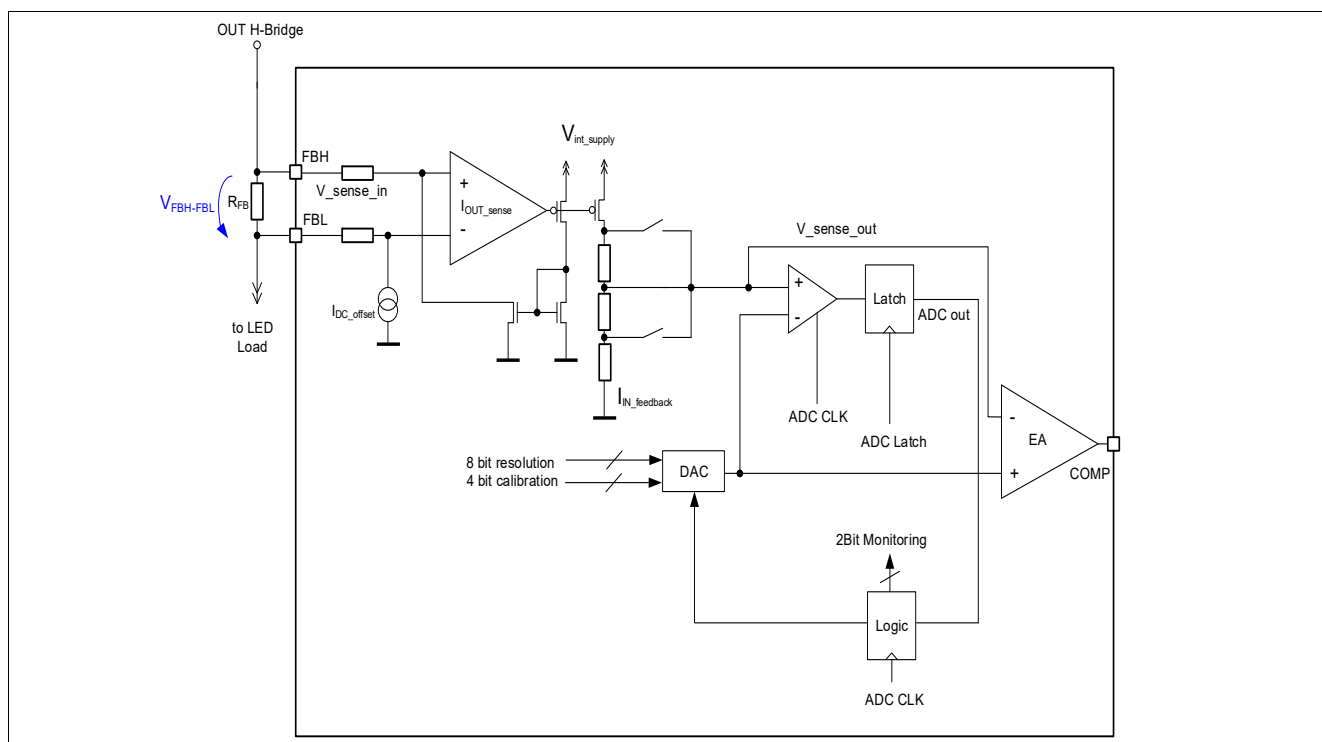 OUT H-Bridge
V_int_supply
FBH
V_sense_in
+
I_OUT_sense
-
V_FBH-FBL
R_FB
FBL
V_sense_out
+
-
Latch
ADC out
I_DC_offset
to LED
Load
I_IN_feedback
ADC CLK
ADC Latch
-
EA
+
COMP
8 bit resolution
4 bit calibration
DAC
2Bit Monitoring
Logic
ADC CLK